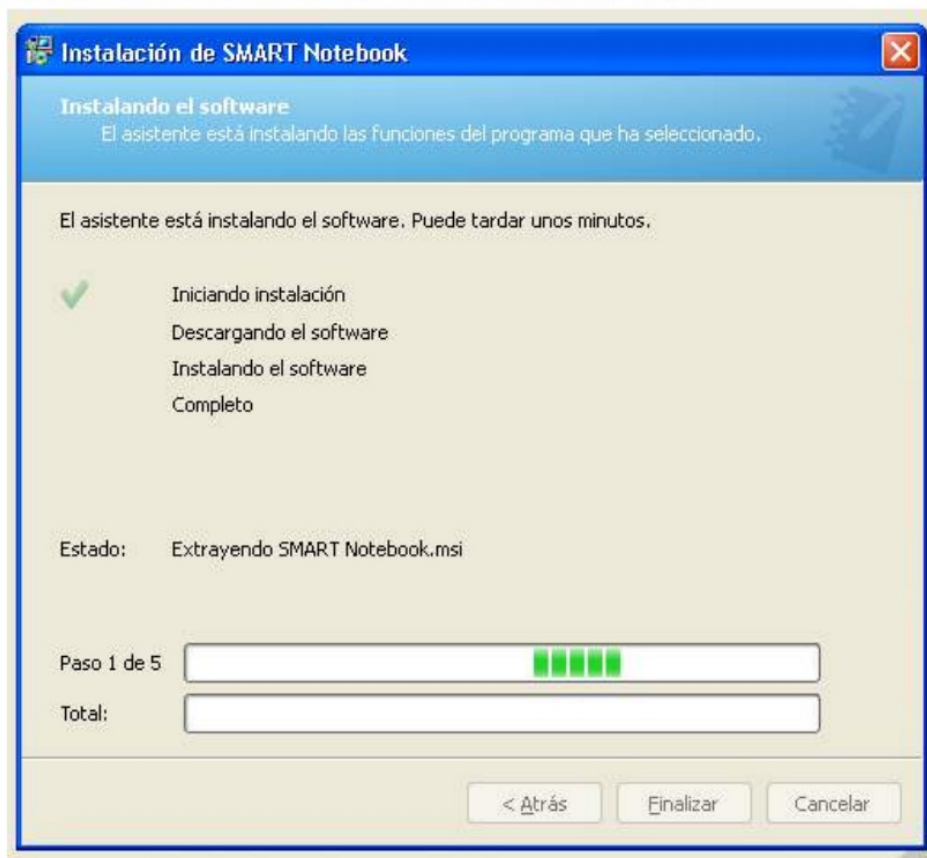 Instalación de SMART Notebook
Instalando el software
El asistente está instalando las funciones del programa que ha seleccionado.
El asistente está instalando el software. Puede tardar unos minutos.
Iniciando instalación
Descargando el software
Instalando el software
Completo
Estado: Extrayendo SMART Notebook.msi
Paso 1 de 5
Total:
< Atrás Finalizar Cancelar